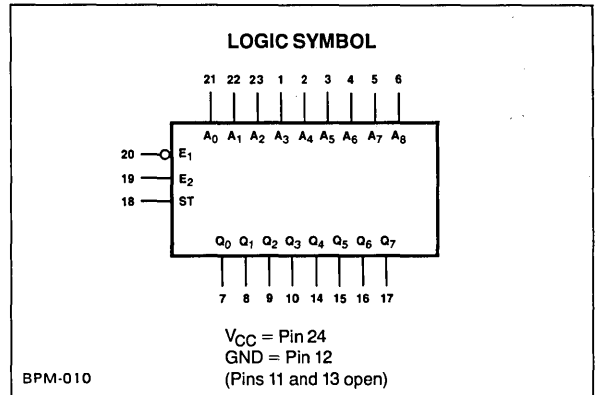 LOGIC SYMBOL
21 22 23 1 2 3 4 5 6
A0 A1 A2 A3 A4 A5 A6 A7 A8
20 E1
19 E2
18 ST
Q0 Q1 Q2 Q3 Q4 Q5 Q6 Q7
7 8 9 10 14 15 16 17
VCC = Pin 24
GND = Pin 12
(Pins 11 and 13 open)
BPM-010